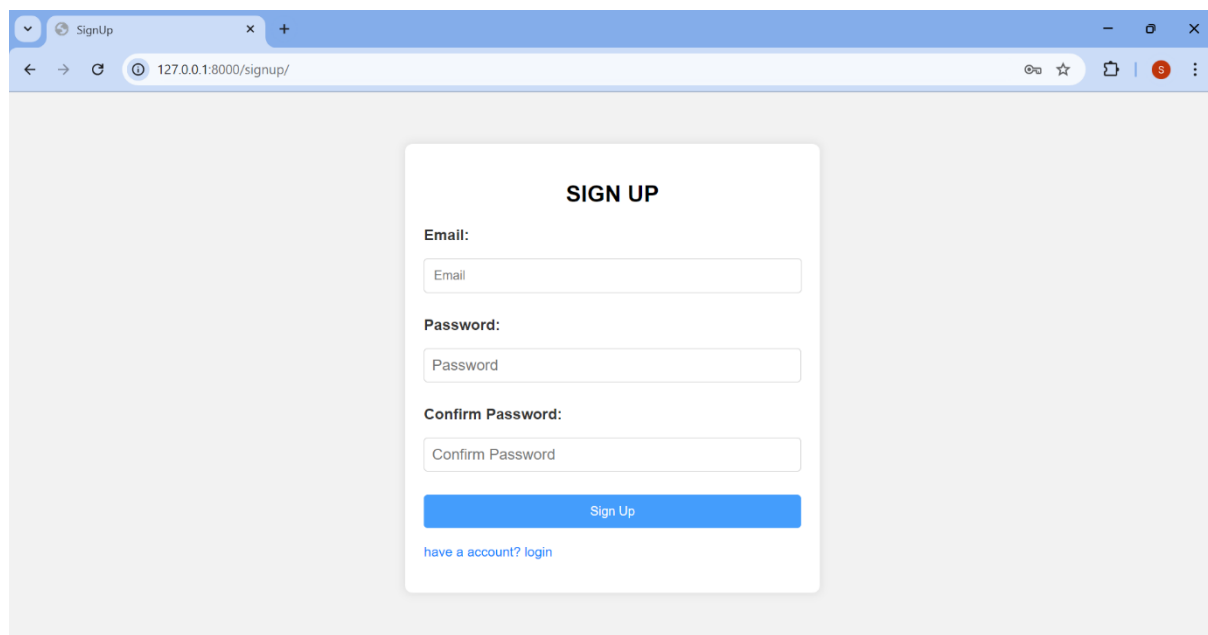 SignUp
127.0.0.1:8000/signup/
S
SIGN UP
Email:
Email
Password:
Password
Confirm Password:
Confirm Password
Sign Up
have a account? login